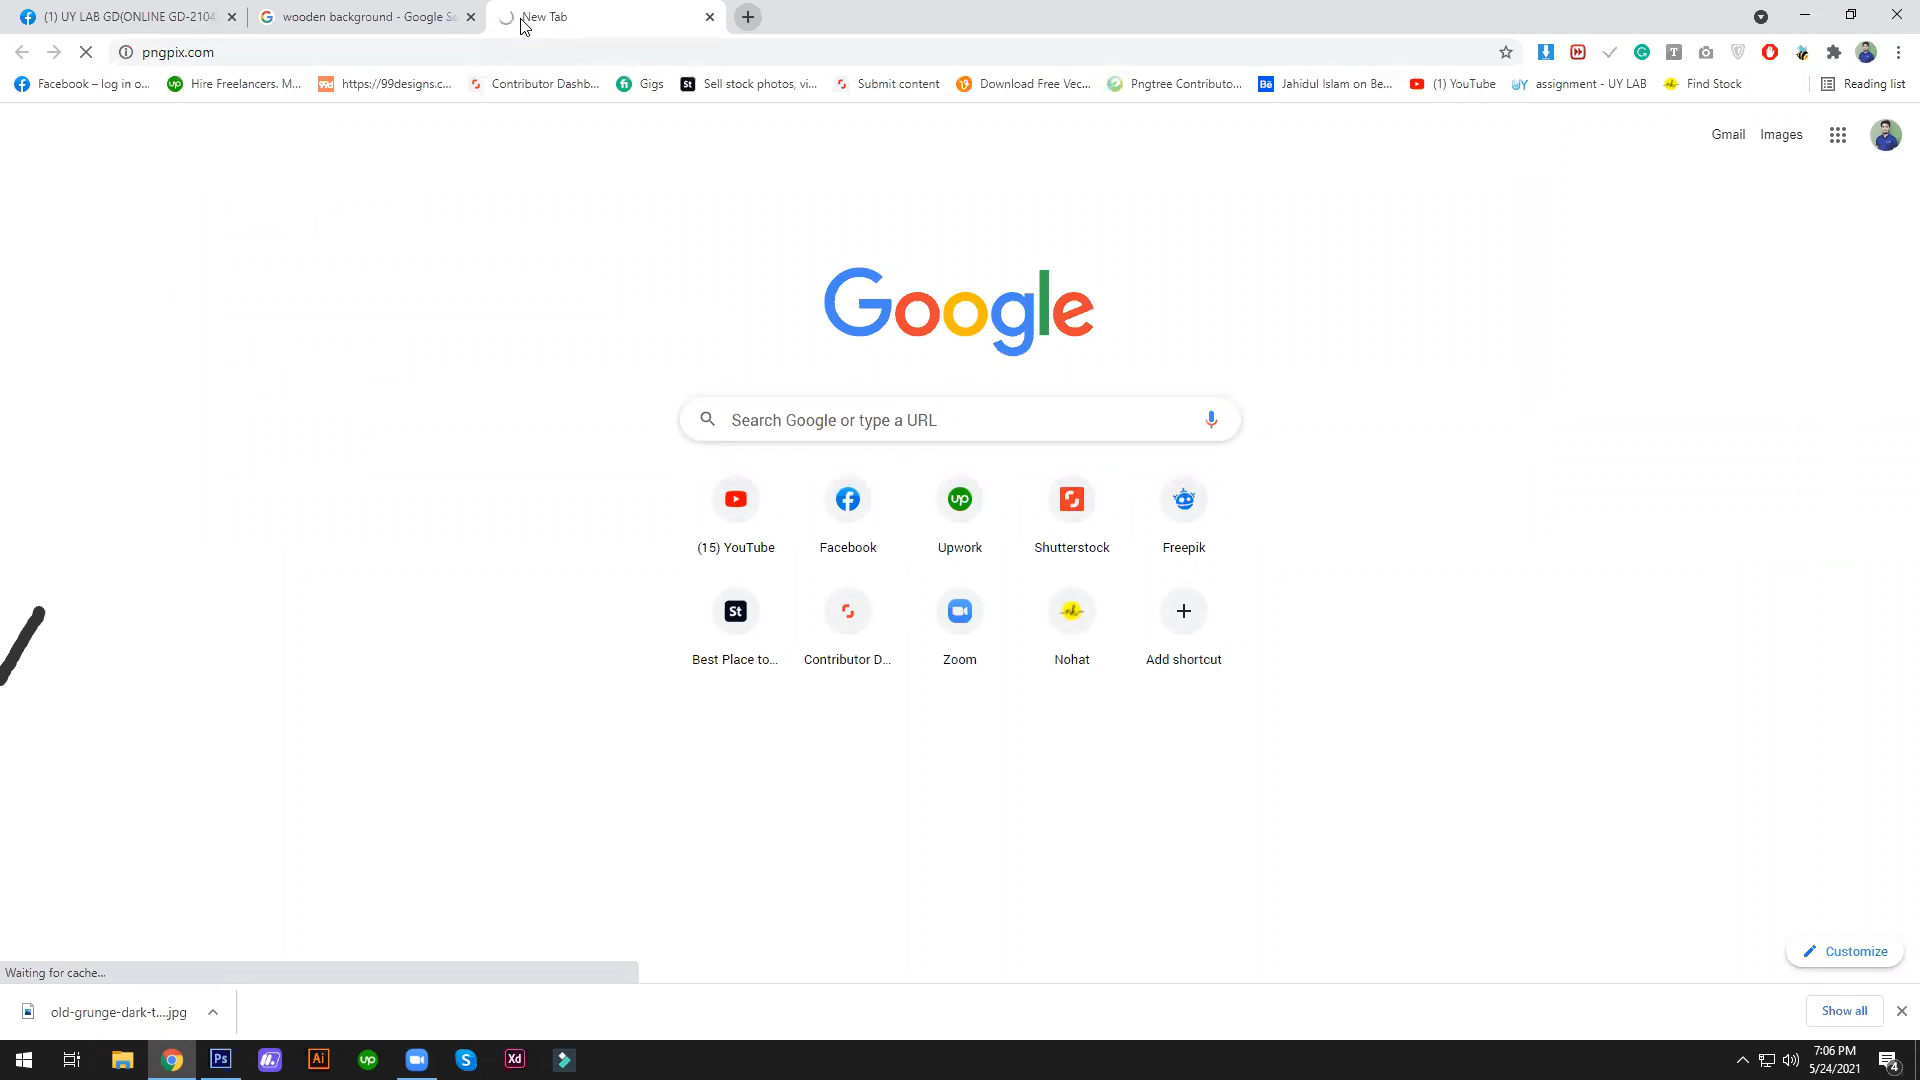 (1) UY LAB GD(ONLINE GD-2104
wooden background - Google Se
New Tab
pngpix.com
Facebook – log in o...
Hire Freelancers. M...
https://99designs.c...
Contributor Dashb...
Gigs
Sell stock photos, vi...
Submit content
Download Free Vec...
Pngtree Contributo...
Jahidul Islam on Be...
(1) YouTube
assignment - UY LAB
Find Stock
Reading list
Gmail
Images
Google
Search Google or type a URL
(15) YouTube
Facebook
Upwork
Shutterstock
Freepik
Best Place to...
Contributor D...
Zoom
Nohat
Add shortcut
Customize
Waiting for cache...
old-grunge-dark-t....jpg
Show all
7:06 PM
5/24/2021
4